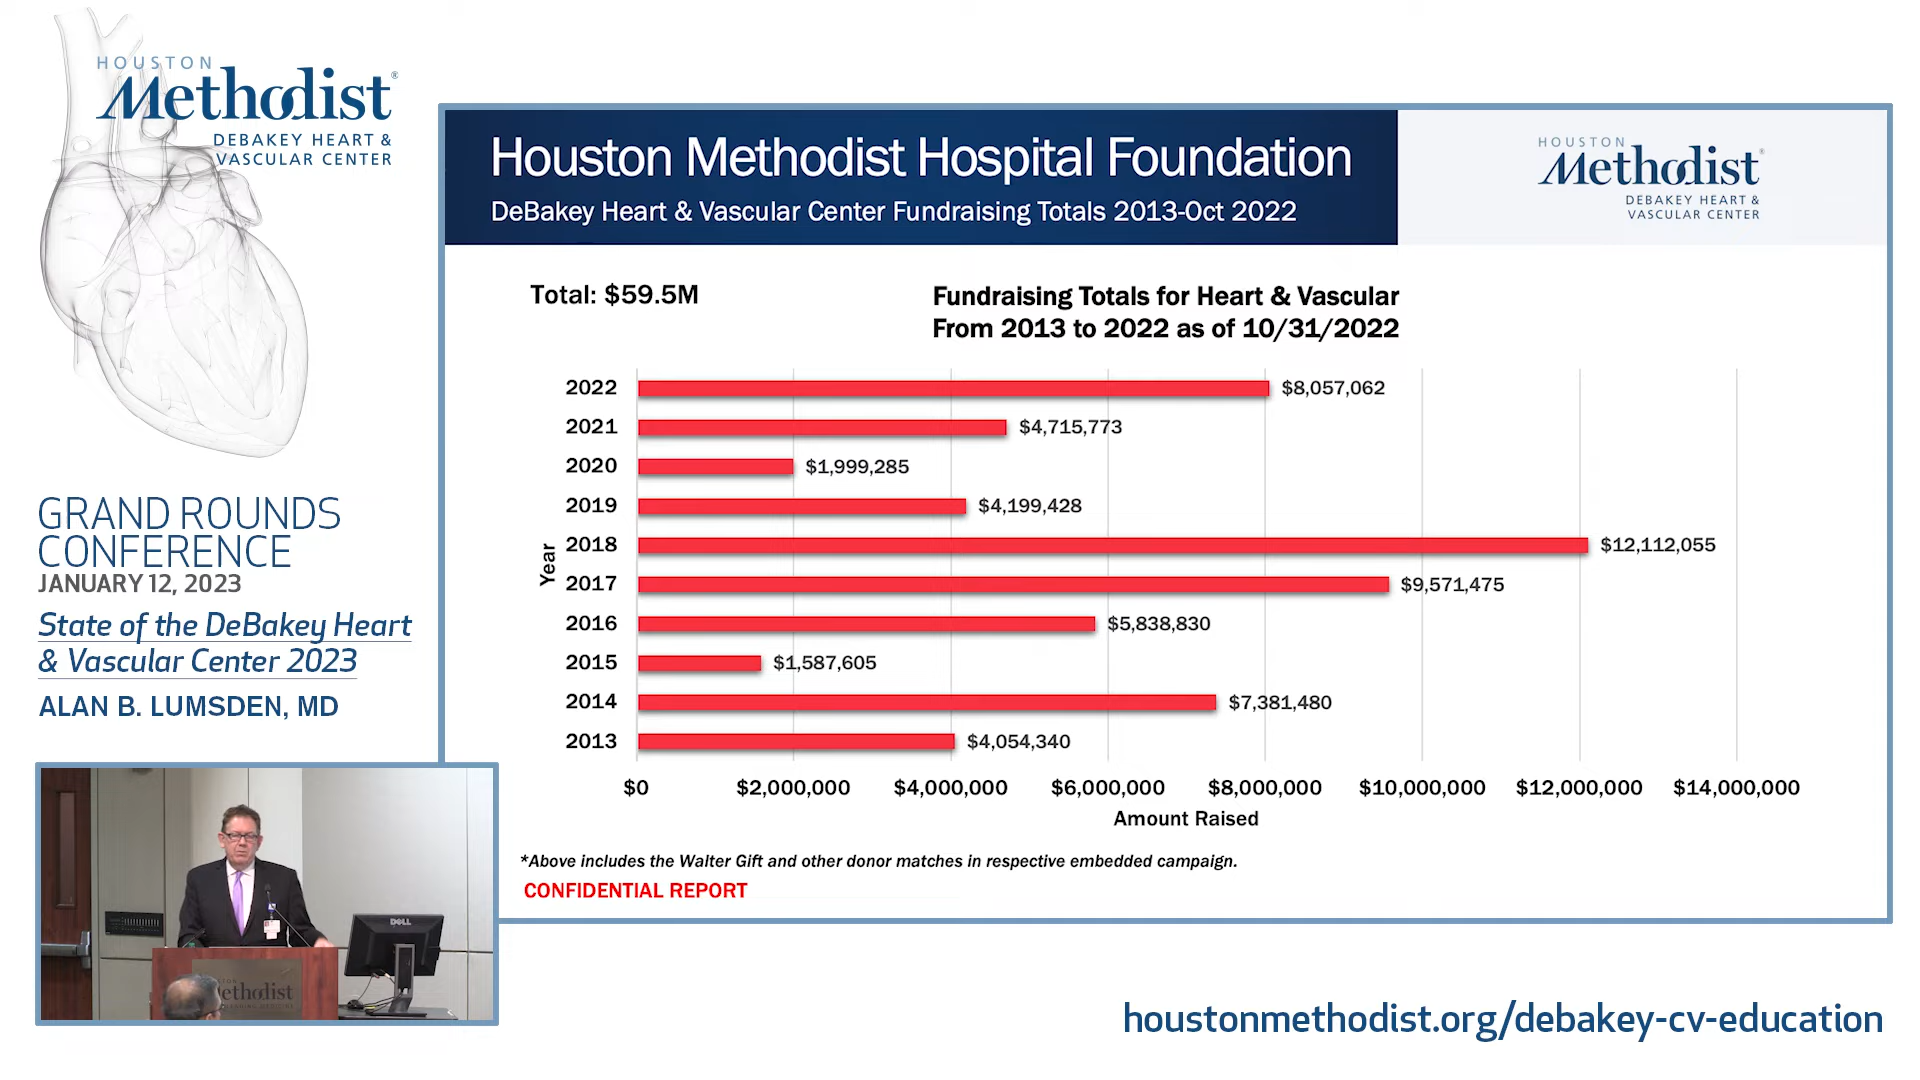 HOUSTON
Methodist®
DEBAKEY HEART &
VASCULAR CENTER
GRAND ROUNDS
CONFERENCE
JANUARY 12, 2023
State of the DeBakey Heart
& Vascular Center 2023
ALAN B. LUMSDEN, MD
Houston Methodist Hospital Foundation
DeBakey Heart & Vascular Center Fundraising Totals 2013-Oct 2022
HOUSTON
Methodist®
DEBAKEY HEART &
VASCULAR CENTER
Total: $59.5M
Fundraising Totals for Heart & Vascular
From 2013 to 2022 as of 10/31/2022
Year
2022 $8,057,062
2021 $4,715,773
2020 $1,999,285
2019 $4,199,428
2018 $12,112,055
2017 $9,571,475
2016 $5,838,830
2015 $1,587,605
2014 $7,381,480
2013 $4,054,340
$0 $2,000,000 $4,000,000 $6,000,000 $8,000,000 $10,000,000 $12,000,000 $14,000,000
Amount Raised
*Above includes the Walter Gift and other donor matches in respective embedded campaign.
CONFIDENTIAL REPORT
DELL
ethodist
houstonmethodist.org/debakey-cv-education